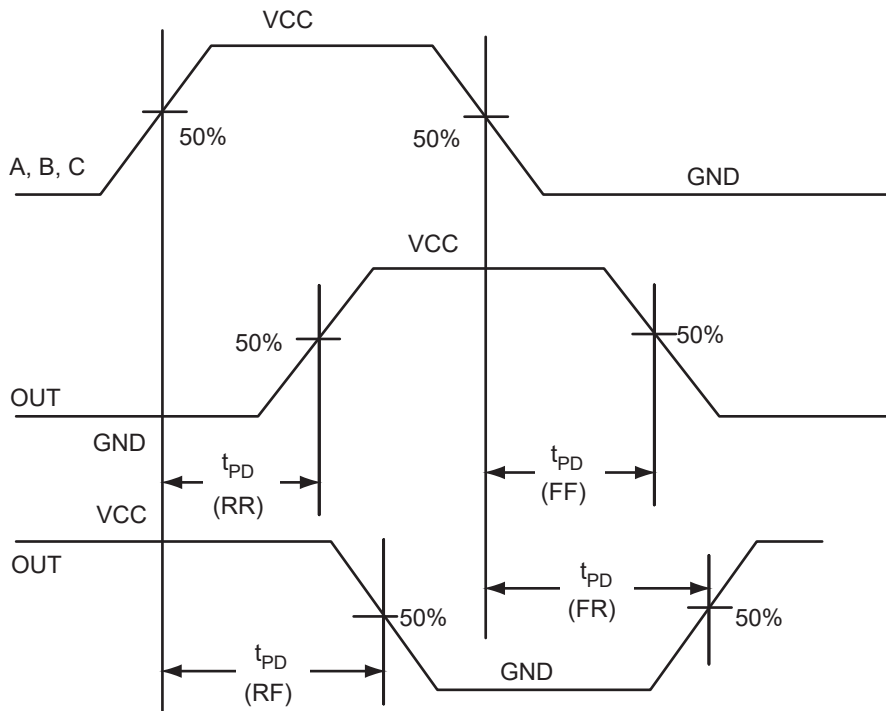 VCC
50%
50%
A, B, C
GND
VCC
50%
50%
OUT
GND
tPD
(RR)
tPD
(FF)
VCC
OUT
tPD
(FR)
50%
50%
tPD
(RF)
GND